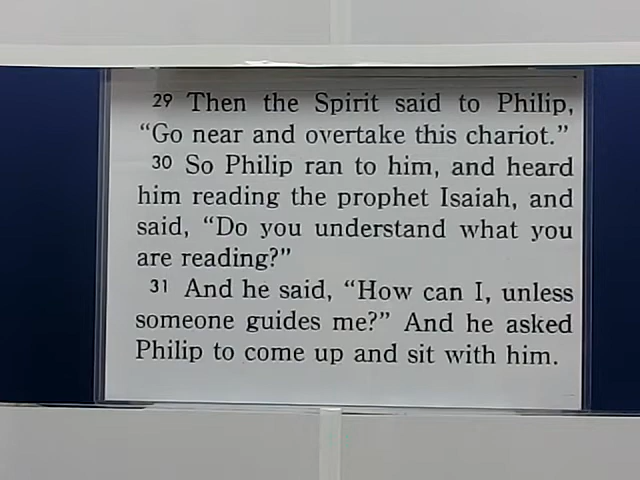 29 Then the Spirit said to Philip,
“Go near and overtake this chariot.”
30 So Philip ran to him, and heard
him reading the prophet Isaiah, and
said, “Do you understand what you
are reading?”
31 And he said, “How can I, unless
someone guides me?” And he asked
Philip to come up and sit with him.